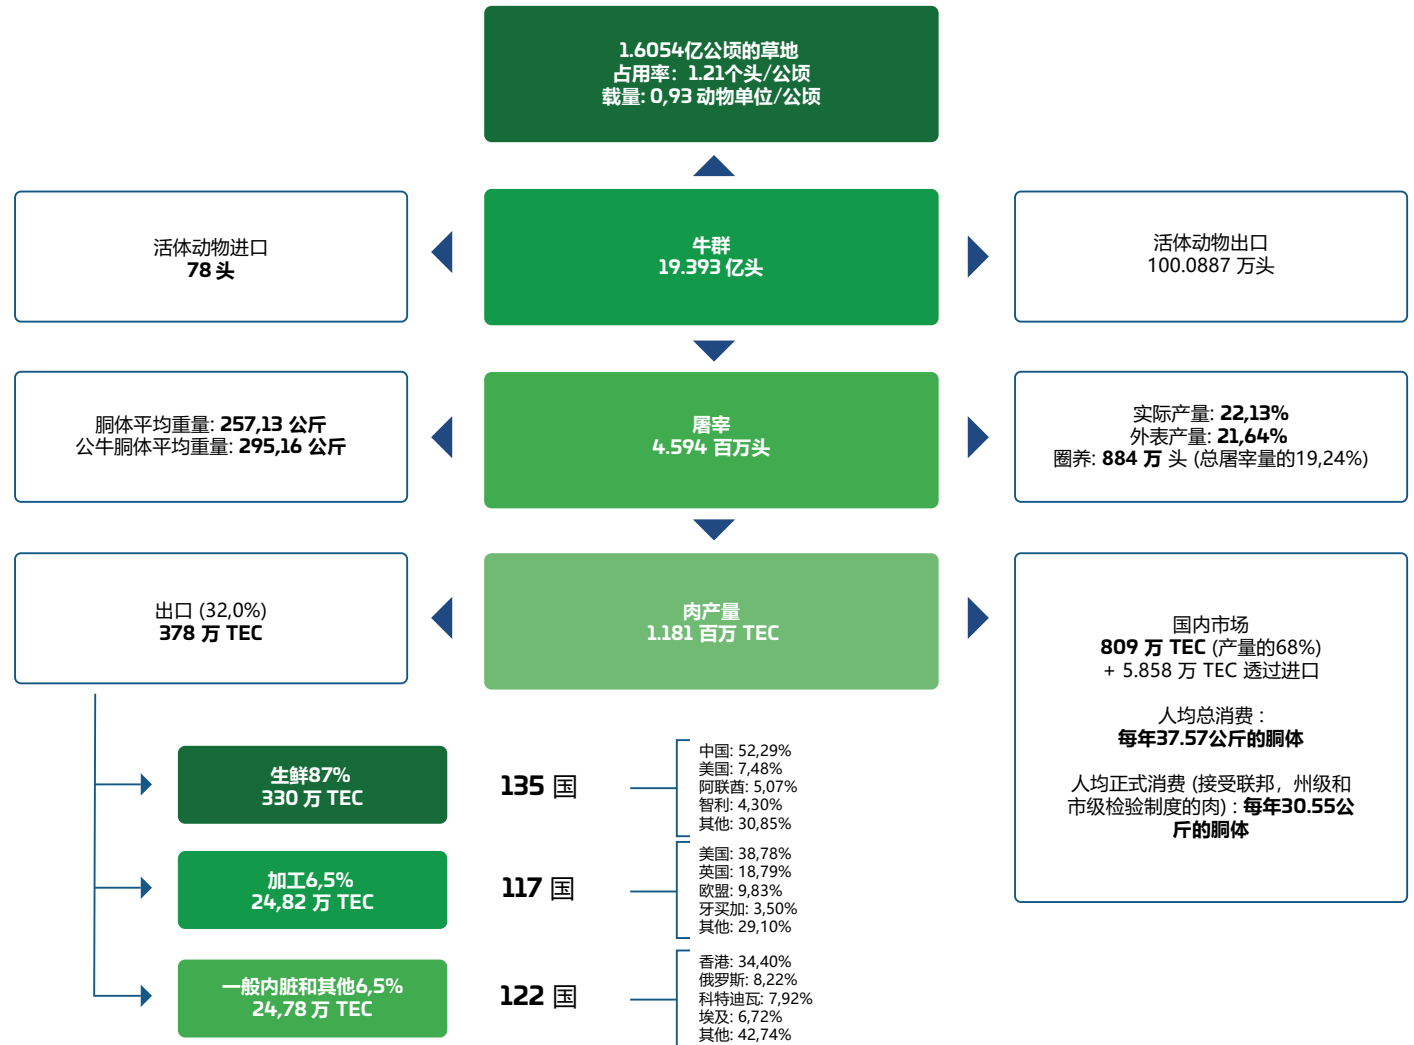 1.6054亿公顷的草地
占用率：1.21个头/公顷
载量: 0,93 动物单位/公顷
活体动物进口
78 头
牛群
19.393 亿头
活体动物出口
100.0887 万头
胴体平均重量: 257,13 公斤
公牛胴体平均重量: 295,16 公斤
屠宰
4.594 百万头
实际产量: 22,13%
外表产量: 21,64%
圈养: 884 万 头 (总屠宰量的19,24%)
出口 (32,0%)
378 万 TEC
肉产量
1.181 百万 TEC
国内市场
809 万 TEC (产量的68%)
+ 5.858 万 TEC 透过进口
人均总消费 :
每年37.57公斤的胴体
人均正式消费 (接受联邦，州级和
市级检验制度的肉) : 每年30.55公
斤的胴体
生鲜87%
330 万 TEC
135 国
中国: 52,29%
美国: 7,48%
阿联酋: 5,07%
智利: 4,30%
其他: 30,85%
加工6,5%
24,82 万 TEC
117 国
美国: 38,78%
英国: 18,79%
欧盟: 9,83%
牙买加: 3,50%
其他: 29,10%
一般内脏和其他6,5%
24,78 万 TEC
122 国
香港: 34,40%
俄罗斯: 8,22%
科特迪瓦: 7,92%
埃及: 6,72%
其他: 42,74%